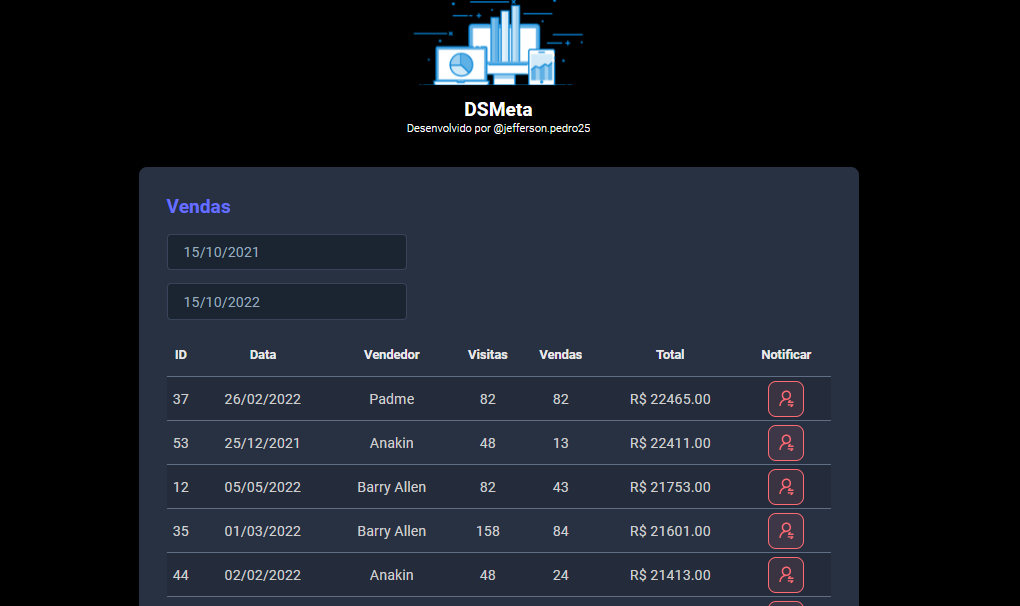 DSMeta
Desenvolvido por @jefferson.pedro25
Vendas
15/10/2021
15/10/2022
ID Data Vendedor Visitas Vendas Total Notificar
37 26/02/2022 Padme 82 82 R$ 22465.00
53 25/12/2021 Anakin 48 13 R$ 22411.00
12 05/05/2022 Barry Allen 82 43 R$ 21753.00
35 01/03/2022 Barry Allen 158 84 R$ 21601.00
44 02/02/2022 Anakin 48 24 R$ 21413.00